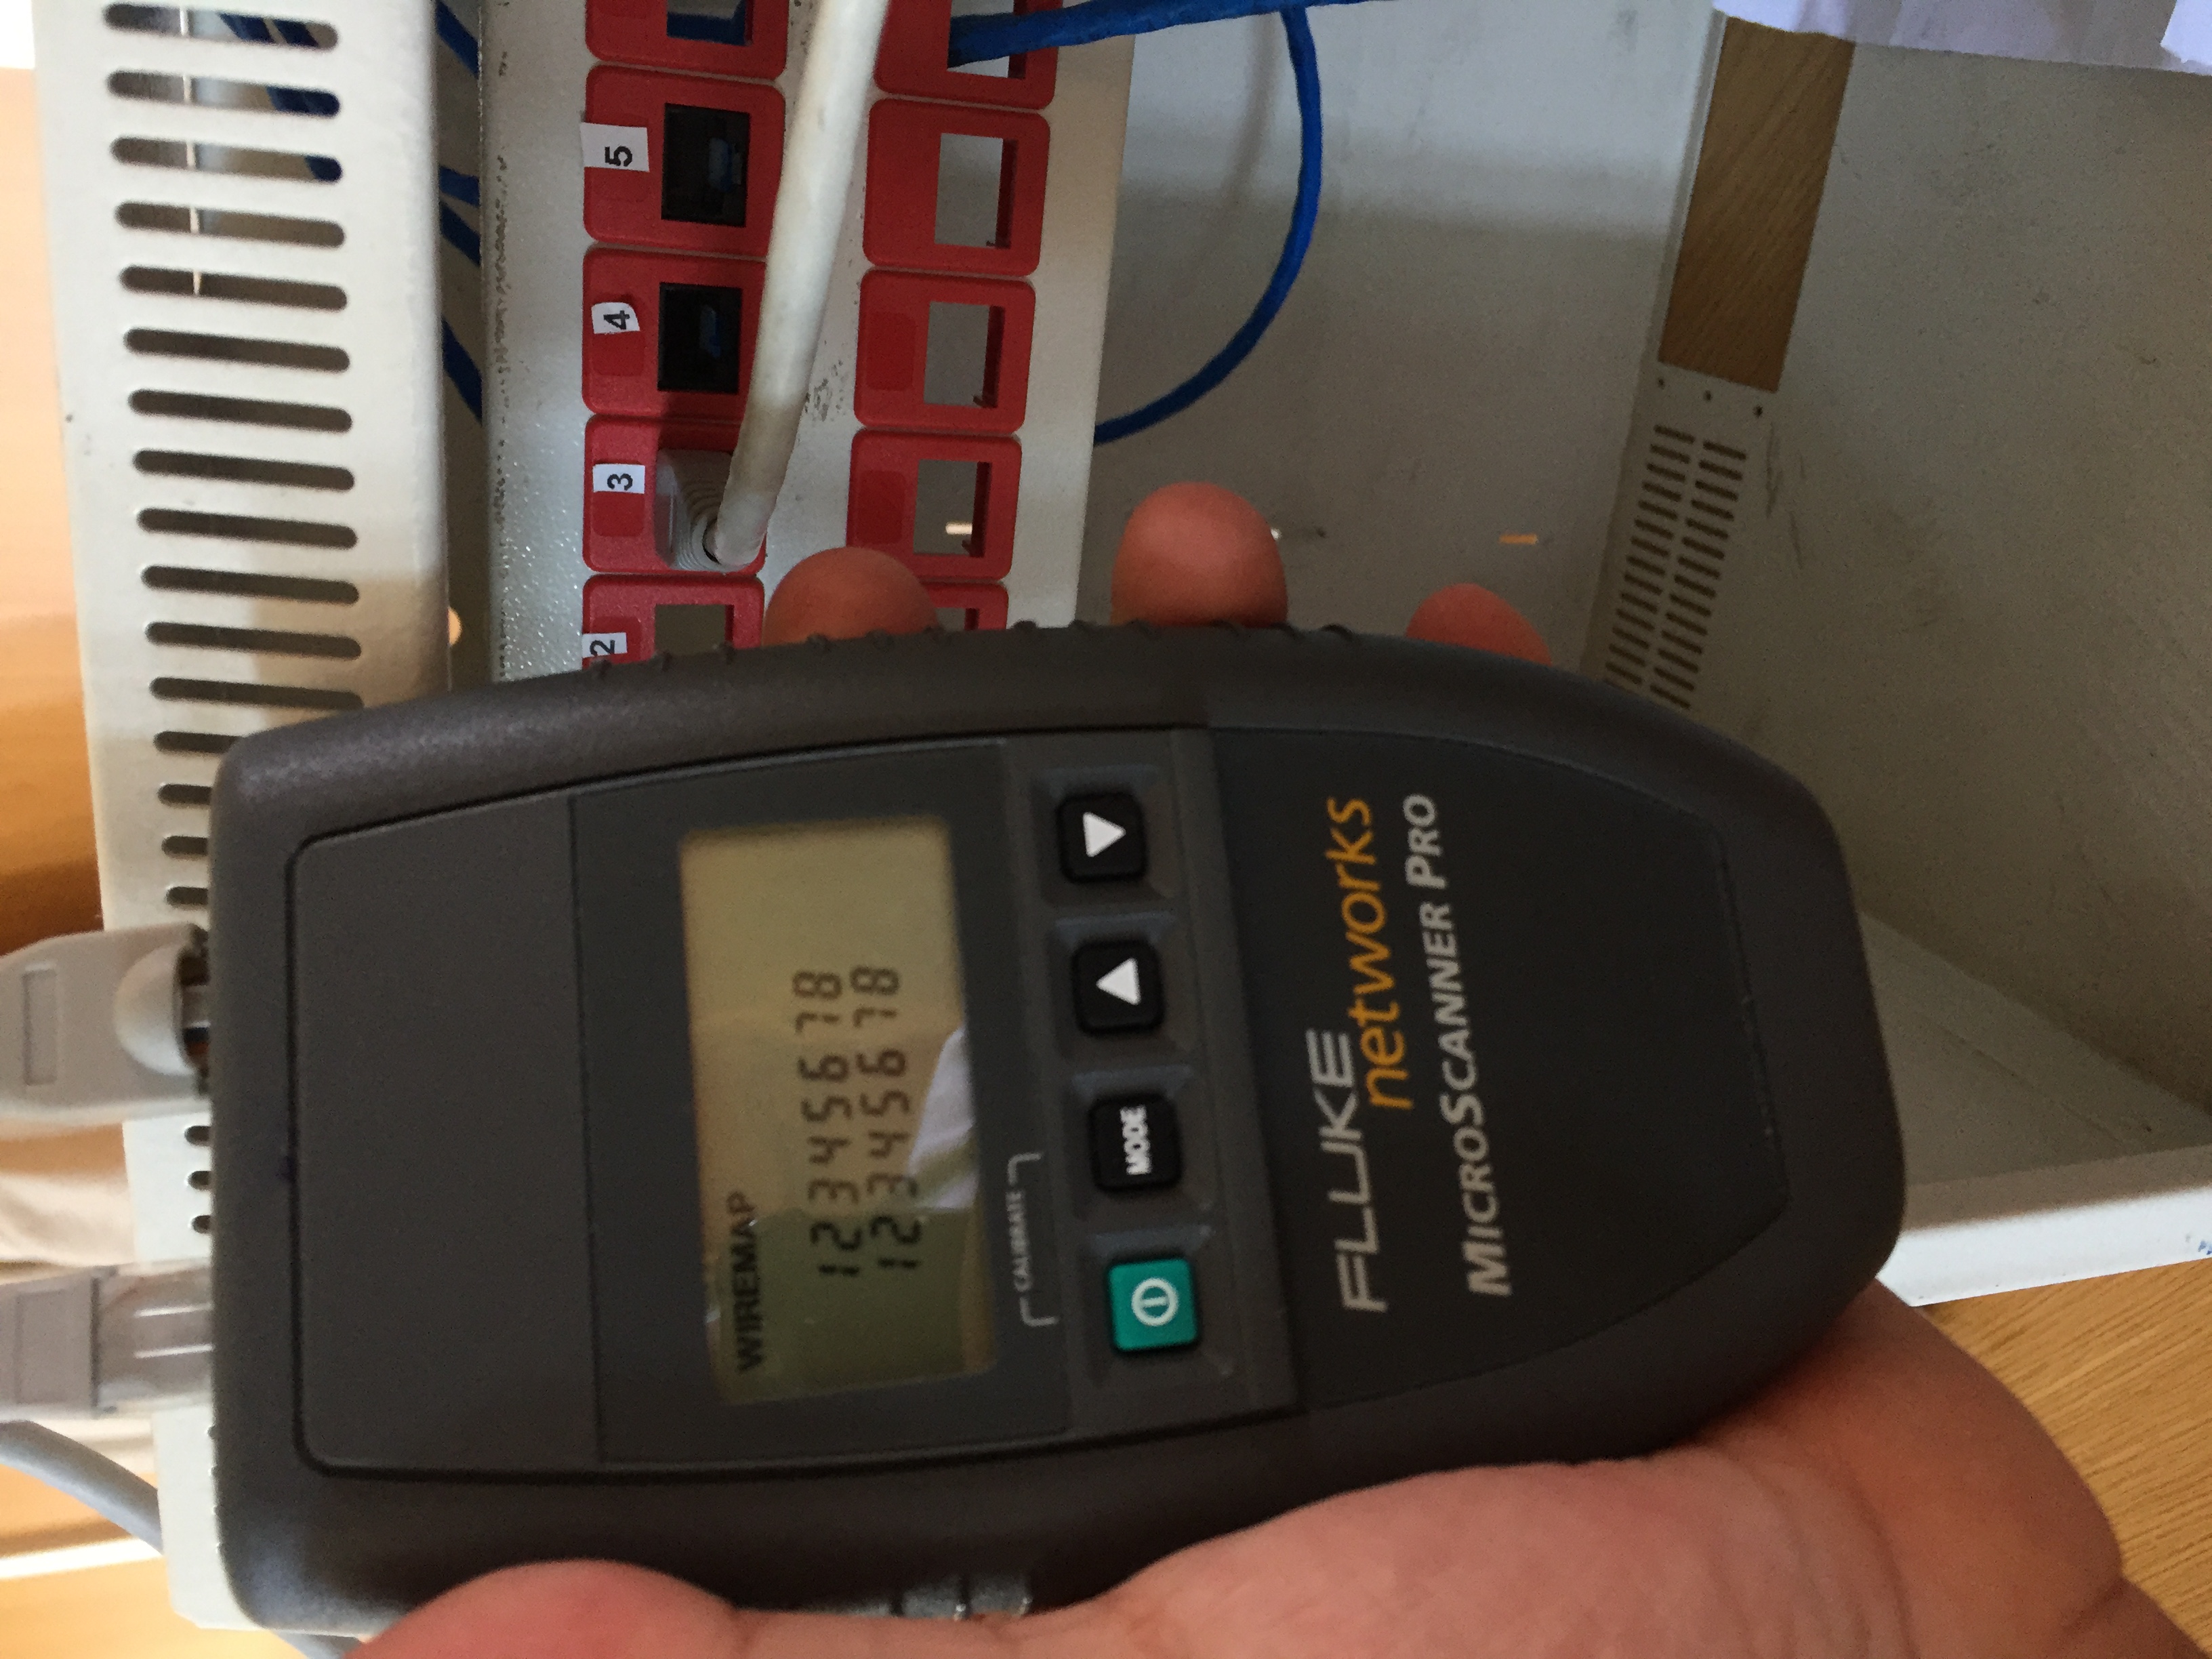 2
3
4
5
WIREMAP
12345678
12345678
CALIBRATE
MODE
FLUKE
networks
MICROSCANNER PRO